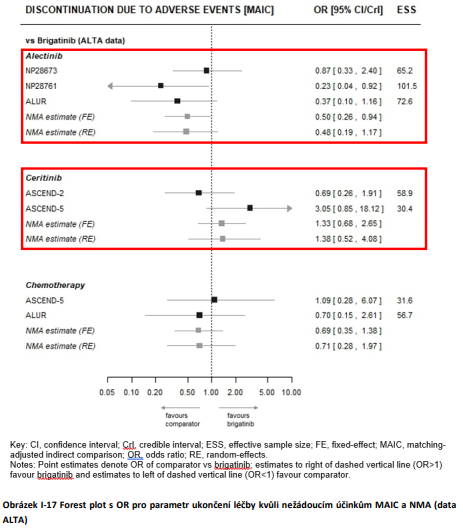 DISCONTINUATION DUE TO ADVERSE EVENTS [MAIC] OR [95% CI/CrI] ESS
vs Brigatinib (ALTA data)
Alectinib
NP28673 0.87 [ 0.33 , 2.40 ] 65.2
NP28761 0.23 [ 0.04 , 0.92 ] 101.5
ALUR 0.37 [ 0.10 , 1.16 ] 72.6
NMA estimate (FE) 0.50 [ 0.26 , 0.94 ]
NMA estimate (RE) 0.48 [ 0.19 , 1.17 ]
Ceritinib
ASCEND-2 0.69 [ 0.26 , 1.91 ] 58.9
ASCEND-5 3.05 [ 0.85 , 18.12 ] 30.4
NMA estimate (FE) 1.33 [ 0.68 , 2.65 ]
NMA estimate (RE) 1.38 [ 0.52 , 4.08 ]
Chemotherapy
ASCEND-5 1.09 [ 0.28 , 6.07 ] 31.6
ALUR 0.70 [ 0.15 , 2.61 ] 56.7
NMA estimate (FE) 0.69 [ 0.35 , 1.38 ]
NMA estimate (RE) 0.71 [ 0.28 , 1.97 ]
0.05 0.10 0.20 0.50 1.00 2.00 5.00 10.00
favours comparator
favours brigatinib
Key: CI, confidence interval; CrI, credible interval; ESS, effective sample size; FE, fixed-effect; MAIC, matching-
adjusted indirect comparison; OR, odds ratio; RE, random-effects.
Notes: Point estimates denote OR of comparator vs brigatinib; estimates to right of dashed vertical line (OR>1)
favour brigatinib and estimates to left of dashed vertical line (OR<1) favour comparator.
Obrázek I-17 Forest plot s OR pro parametr ukončení léčby kvůli nežádoucím účinkům MAIC a NMA (data
ALTA)